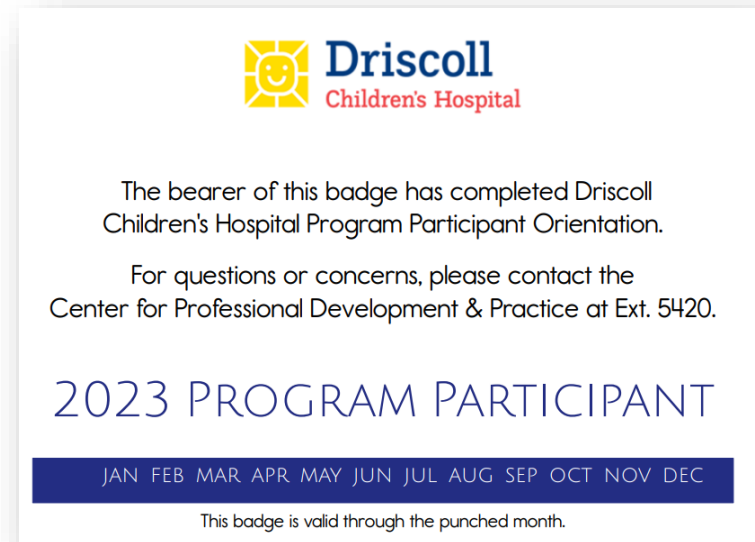 Driscoll
Children's Hospital
The bearer of this badge has completed Driscoll
Children's Hospital Program Participant Orientation.
For questions or concerns, please contact the
Center for Professional Development & Practice at Ext. 5420.
2023 PROGRAM PARTICIPANT
JAN FEB MAR APR MAY JUN JUL AUG SEP OCT NOV DEC
This badge is valid through the punched month.